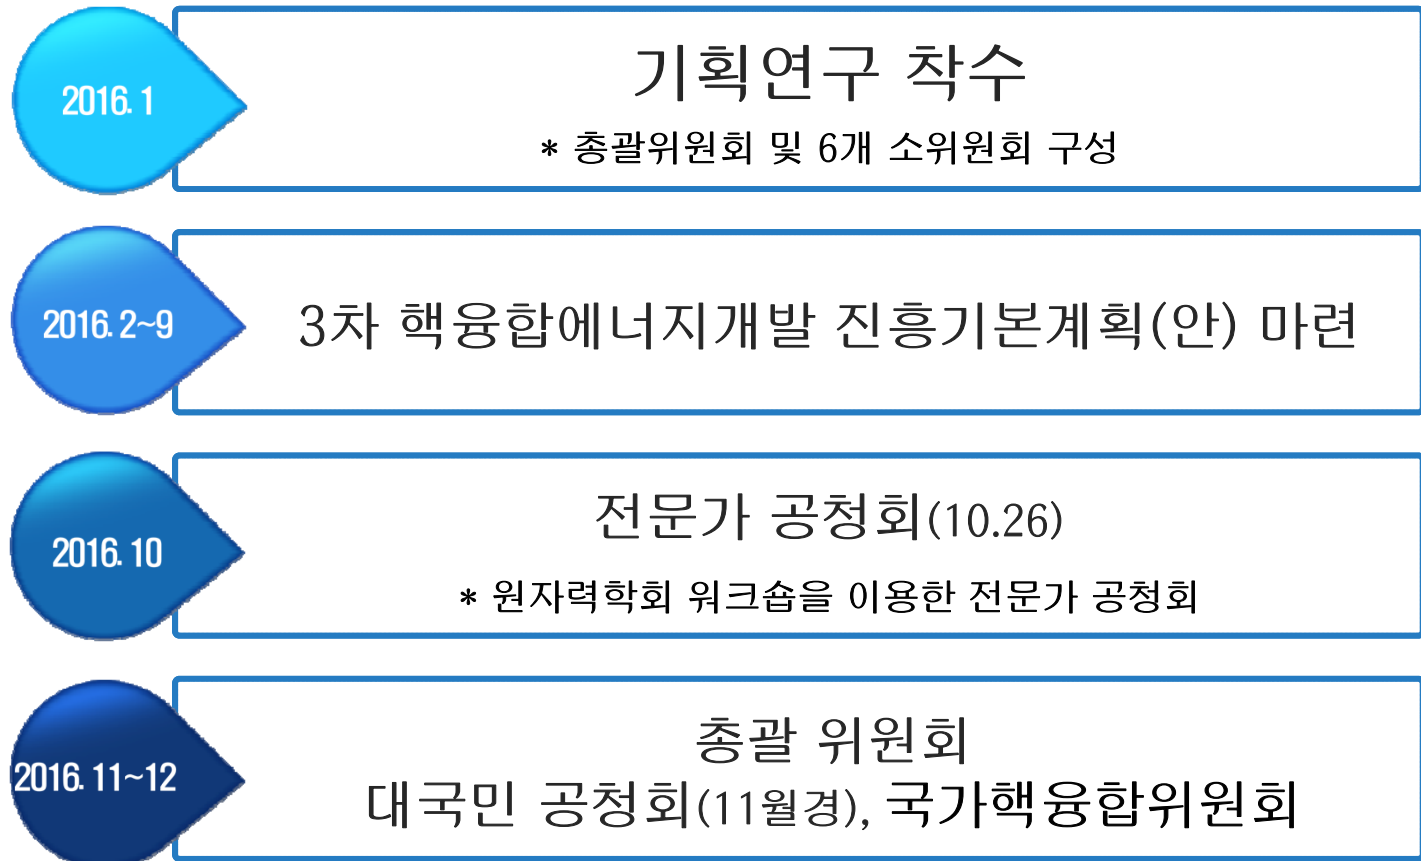 2016. 1
기획연구 착수
* 총괄위원회 및 6개 소위원회 구성
2016. 2~9
3차 핵융합에너지개발 진흥기본계획(안) 마련
2016. 10
전문가 공청회(10.26)
* 원자력학회 워크숍을 이용한 전문가 공청회
2016. 11~12
총괄 위원회
대국민 공청회(11월경), 국가핵융합위원회